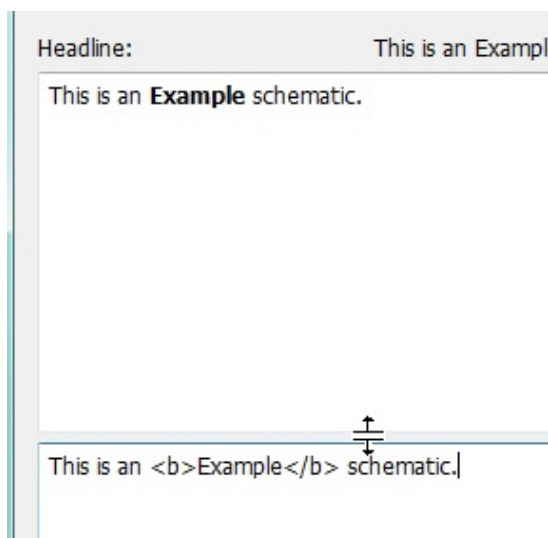 Headline: This is an Exampl
This is an Example schematic.
This is an <b>Example</b> schematic.